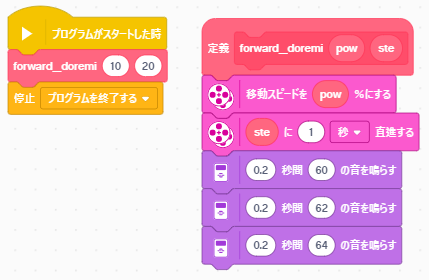 プログラムがスタートした時
forward_doremi 10 20
停止 プログラムを終了する
定義 forward_doremi pow ste
移動スピードを pow %にする
ste に 1 秒 直進する
0.2 秒間 60 の音を鳴らす
0.2 秒間 62 の音を鳴らす
0.2 秒間 64 の音を鳴らす